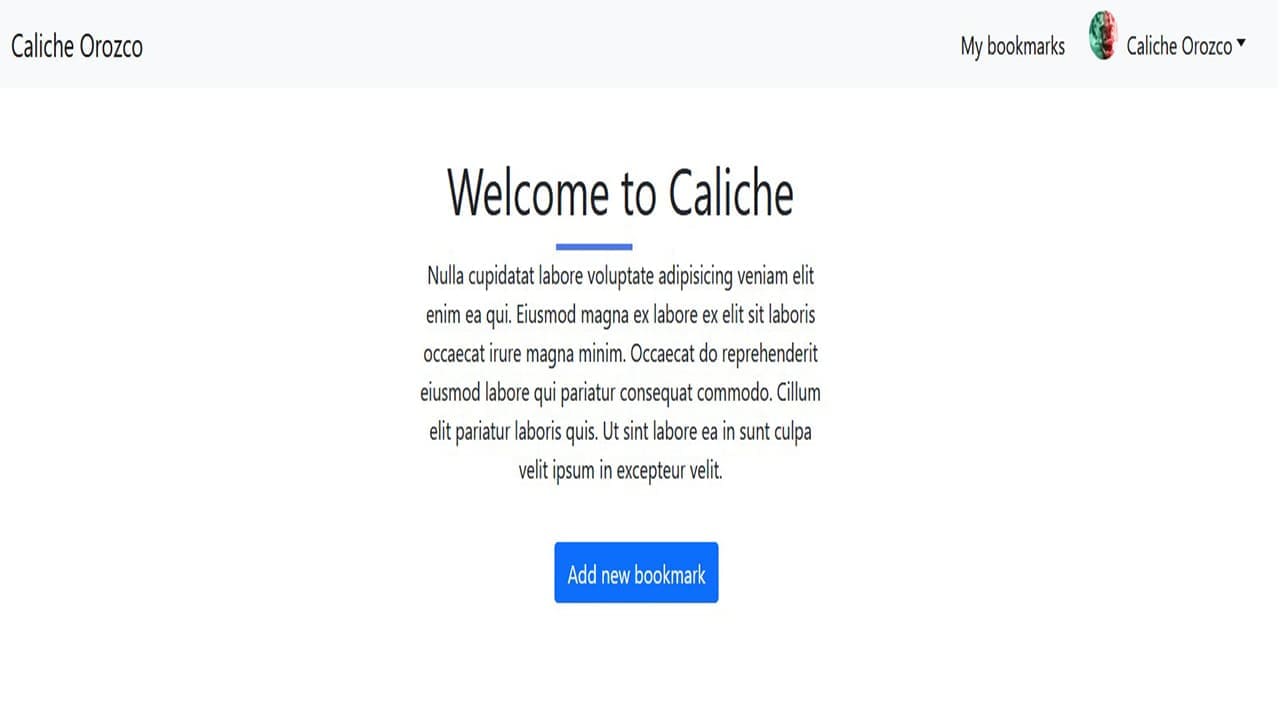 Caliche Orozco
My bookmarks
Caliche Orozco
Welcome to Caliche
Nulla cupidatat labore voluptate adipisicing veniam elit
enim ea qui. Eiusmod magna ex labore ex elit sit laboris
occaecat irure magna minim. Occaecat do reprehenderit
eiusmod labore qui pariatur consequat commodo. Cillum
elit pariatur laboris quis. Ut sint labore ea in sunt culpa
velit ipsum in excepteur velit.
Add new bookmark